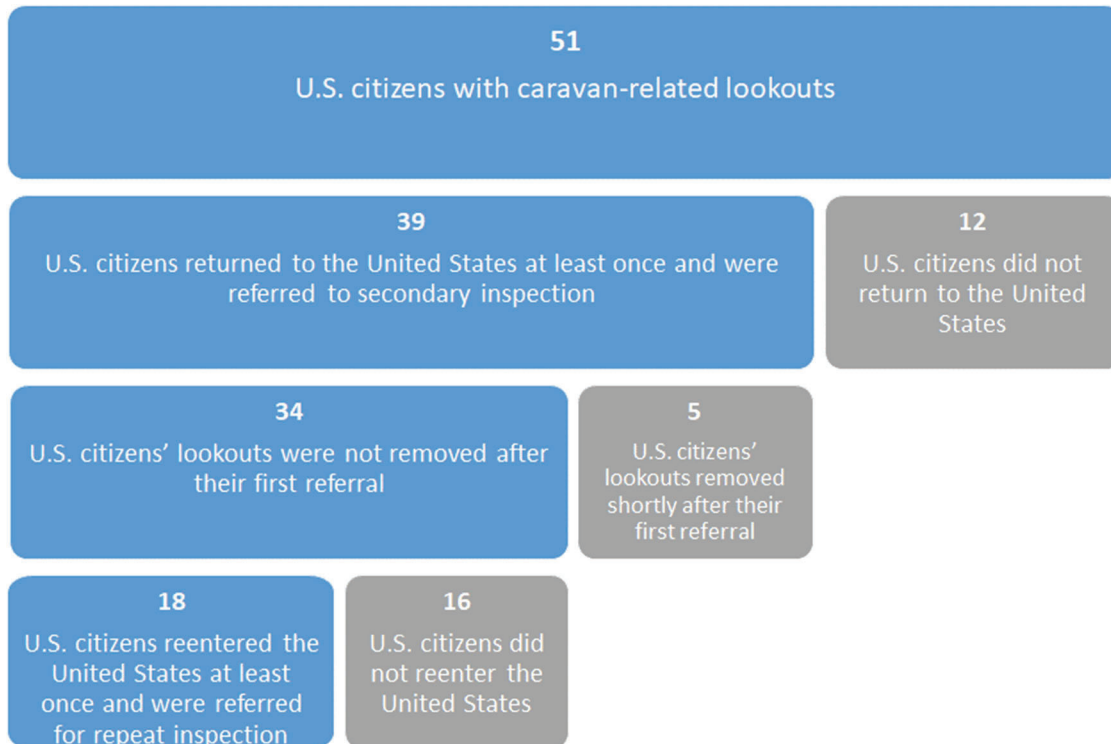 51
U.S. citizens with caravan-related lookouts
39
U.S. citizens returned to the United States at least once and were
referred to secondary inspection
12
U.S. citizens did not
return to the United
States
34
U.S. citizens’ lookouts were not removed after
their first referral
5
U.S. citizens’
lookouts removed
shortly after their
first referral
18
U.S. citizens reentered the
United States at least
once and were referred
for repeat inspection
16
U.S. citizens did
not reenter the
United States